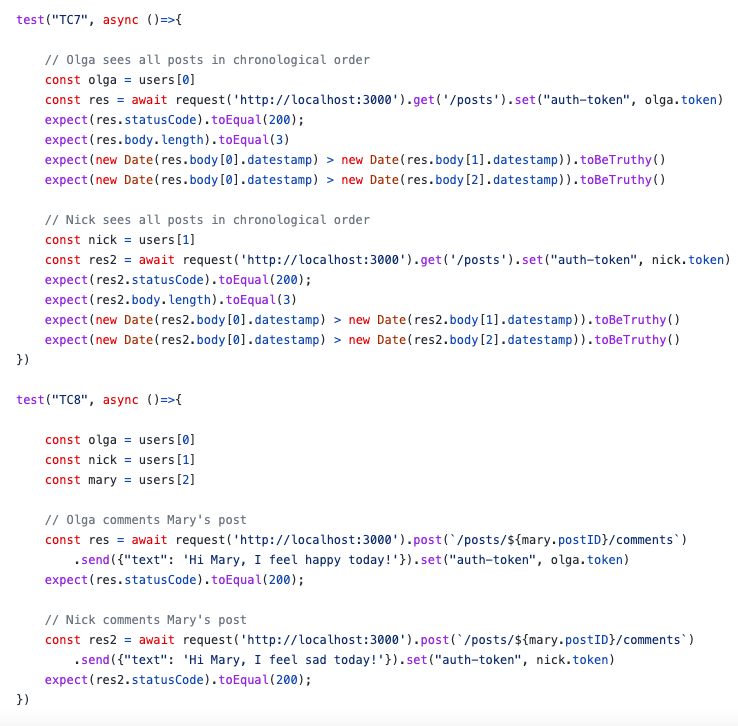 test("TC7", async ()=>{
// Olga sees all posts in chronological order
const olga = users[0]
const res = await request('http://localhost:3000').get('/posts').set("auth-token", olga.token)
expect(res.statusCode).toEqual(200);
expect(res.body.length).toEqual(3)
expect(new Date(res.body[0].datestamp) > new Date(res.body[1].datestamp)).toBeTruthy()
expect(new Date(res.body[0].datestamp) > new Date(res.body[2].datestamp)).toBeTruthy()
// Nick sees all posts in chronological order
const nick = users[1]
const res2 = await request('http://localhost:3000').get('/posts').set("auth-token", nick.token)
expect(res2.statusCode).toEqual(200);
expect(res2.body.length).toEqual(3)
expect(new Date(res2.body[0].datestamp) > new Date(res2.body[1].datestamp)).toBeTruthy()
expect(new Date(res2.body[0].datestamp) > new Date(res2.body[2].datestamp)).toBeTruthy()
})
test("TC8", async ()=>{
const olga = users[0]
const nick = users[1]
const mary = users[2]
// Olga comments Mary's post
const res = await request('http://localhost:3000').post(`/posts/${mary.postID}/comments`)
.send({"text": 'Hi Mary, I feel happy today!'}).set("auth-token", olga.token)
expect(res.statusCode).toEqual(200);
// Nick comments Mary's post
const res2 = await request('http://localhost:3000').post(`/posts/${mary.postID}/comments`)
.send({"text": 'Hi Mary, I feel sad today!'}).set("auth-token", nick.token)
expect(res2.statusCode).toEqual(200);
})